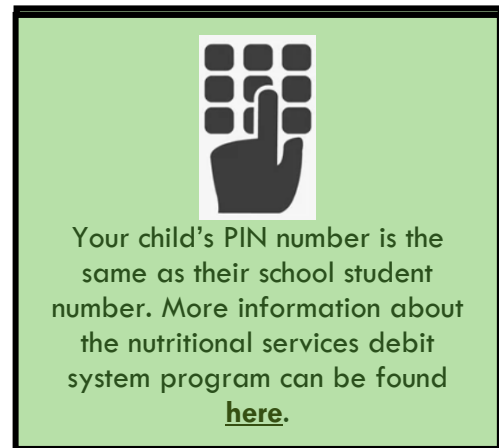 Your child’s PIN number is the
same as their school student
number. More information about
the nutritional services debit
system program can be found
here.